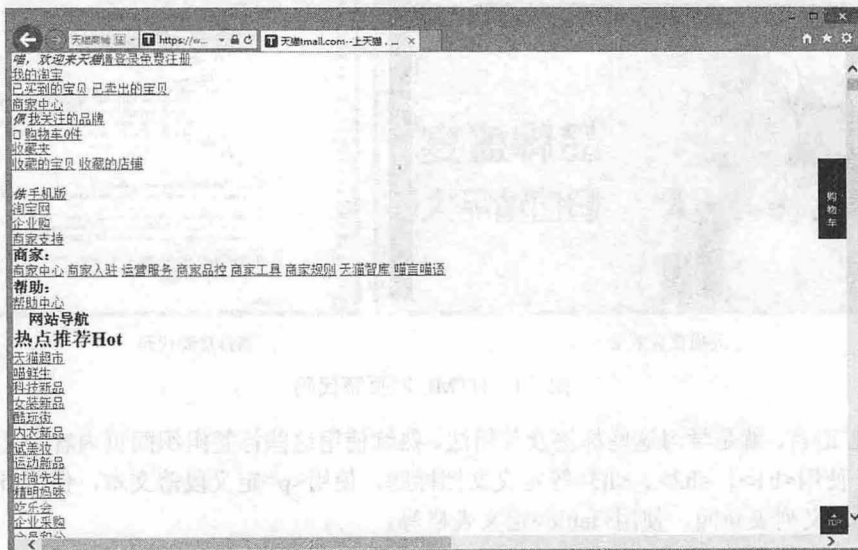 天猫商城
https://w...
天猫tmall.com--上天猫，...
喵，欢迎来天猫请登录免费注册
我的淘宝
已买到的宝贝 已卖出的宝贝
商家中心
我关注的品牌
购物车0件
收藏夹
收藏的宝贝 收藏的店铺
手机版
淘宝网
企业购
商家支持
商家：
商家中心 商家入驻 运营服务 商家品控 商家工具 商家规则 天猫智库 喵言喵语
帮助：
帮助中心
网站导航
热点推荐Hot
天猫超市
喵鲜生
科技新品
女装新品
酷玩街
内衣新品
试美妆
运动新品
时尚先生
精明妈咪
吃乐会
企业采购
会员积分
购物车
TOP